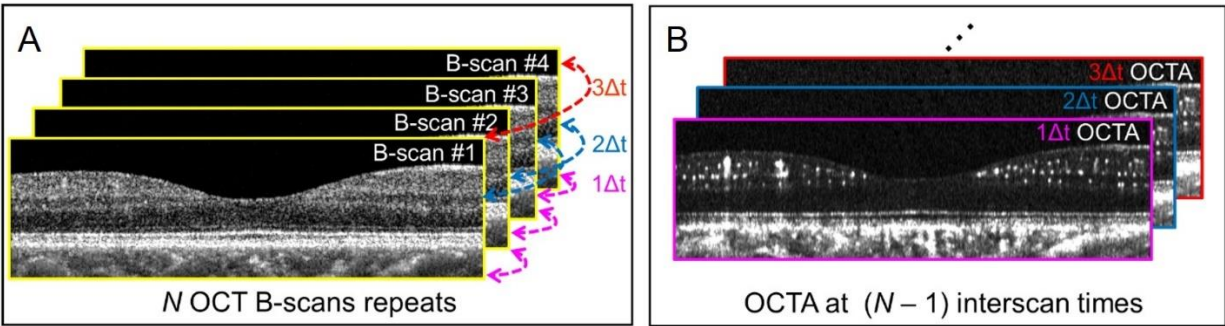 A
B-scan #4
B-scan #3
B-scan #2
B-scan #1
3Δt
2Δt
1Δt
N OCT B-scans repeats
B
3Δt OCTA
2Δt OCTA
1Δt OCTA
OCTA at (N – 1) interscan times